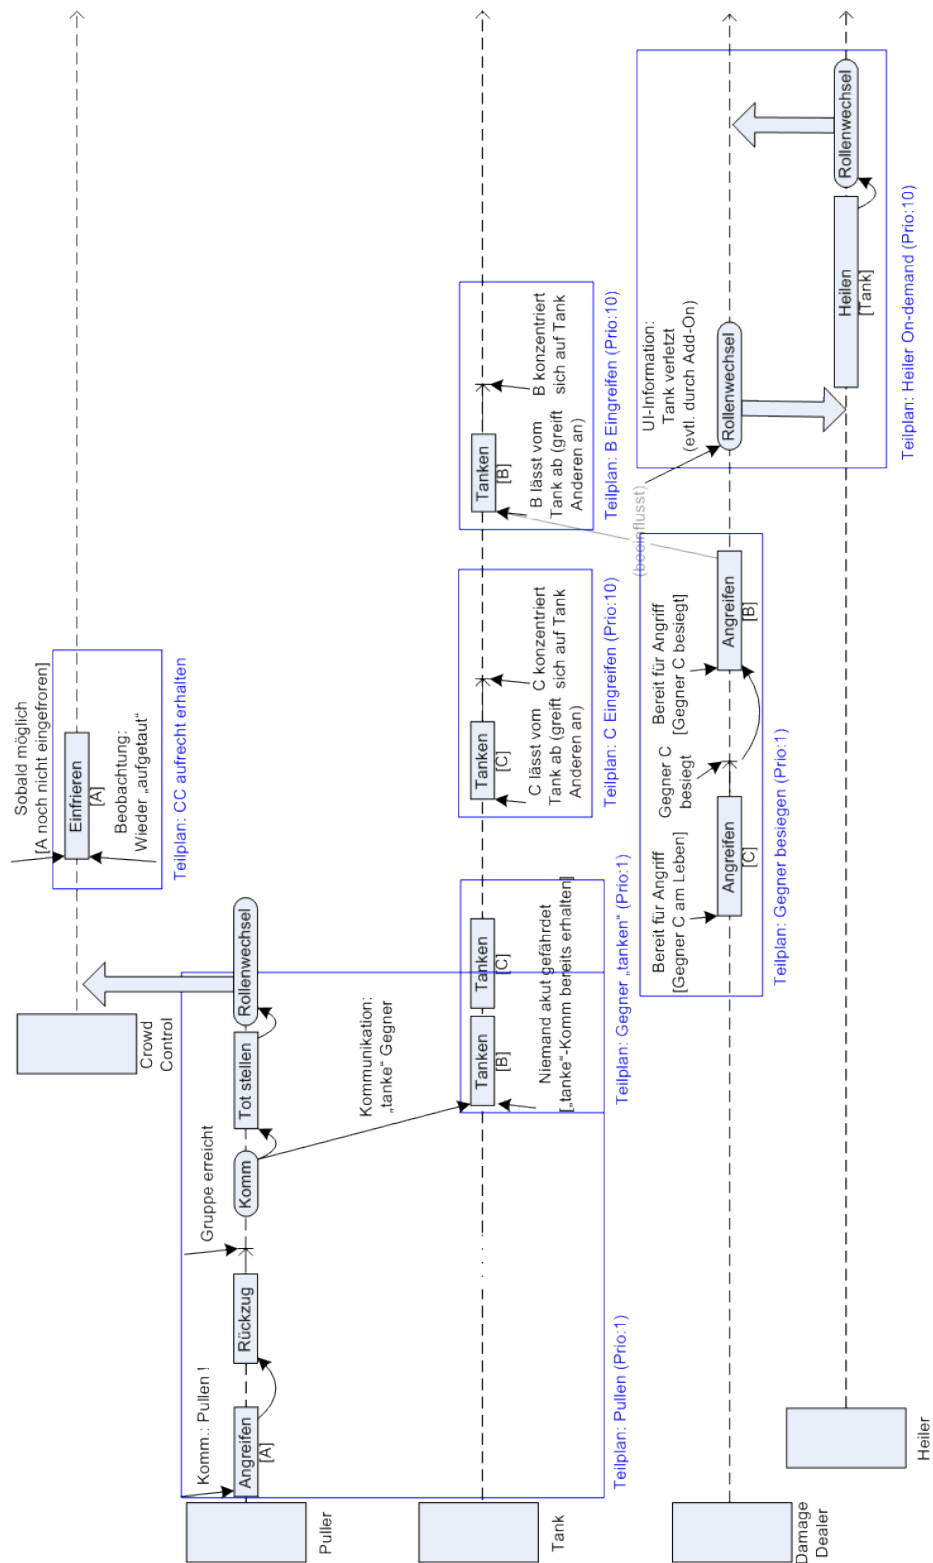 Sobald möglich
[A noch nicht eingefroren]
Einfrieren
[A]
Beobachtung:
Wieder „aufgetaut“
Teilplan: CC aufrecht erhalten
Crowd
Control
Komm.: Pullen !
Gruppe erreicht
Angreifen
[A]
Rückzug
Komm
Tot stellen
Rollenwechsel
Puller
Kommunikation:
„tanke“ Gegner
Teilplan: Pullen (Prio:1)
Tanken
[B]
Tanken
[C]
Niemand akut gefährdet
[„tanke“-Komm bereits erhalten]
Teilplan: Gegner „tanken“ (Prio:1)
Tanken
[C]
C lässt vom
Tank ab (greift
Anderen an)
C konzentriert
sich auf Tank
Teilplan: C Eingreifen (Prio:10)
Tanken
[B]
B lässt vom
Tank ab (greift
Anderen an)
B konzentriert
sich auf Tank
Teilplan: B Eingreifen (Prio:10)
Tank
(beeinflusst)
Bereit für Angriff
[Gegner C am Leben]
Angreifen
[C]
Gegner C
besiegt
Bereit für Angriff
[Gegner C besiegt]
Angreifen
[B]
Teilplan: Gegner besiegen (Prio:1)
UI-Information:
Tank verletzt
(evtl. durch Add-On)
Rollenwechsel
Damage
Dealer
Heilen
[Tank]
Rollenwechsel
Teilplan: Heiler On-demand (Prio:10)
Heiler